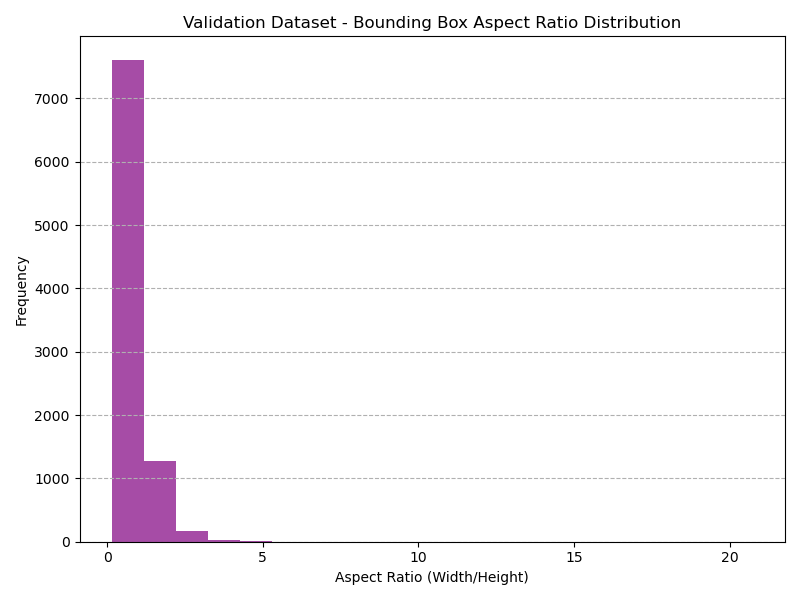 Validation Dataset - Bounding Box Aspect Ratio Distribution
7000
6000
5000
4000
3000
2000
1000
0
Frequency
0 5 10 15 20
Aspect Ratio (Width/Height)